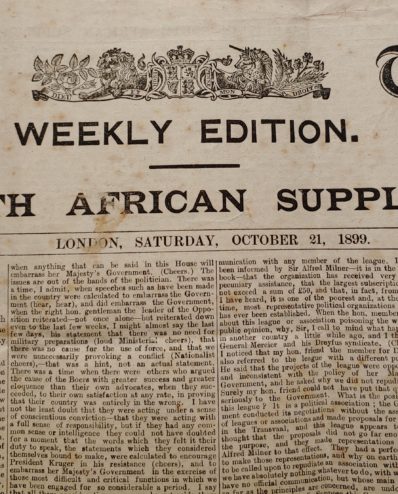 WEEKLY EDITION.
TH AFRICAN SUPPL
LONDON, SATURDAY, OCTOBER 21, 1899.
when anything that can be said in this House will
embarrass her Majesty's Government. (Cheers.) The
issues are out of the hands of the politician. There was
a time, I admit, when speeches such as have been made
in the country were calculated to embarrass the Govern-
ment (hear, hear), and did embarrass the Government,
when the right hon. gentleman the leader of the Oppo-
sition reiterated—not once alone—but reiterated down
even to the last few weeks, I might almost say the last
few days, his statement that there was no need for
military preparations (loud Ministerial cheers), that
there was no cause for the use of force, and that we
were unnecessarily provoking a conflict (Nationalist
cheers),—that was a hint, not an actual statement.
There was a time when there were others who argued
the case of the Boers with greater success and greater
eloquence than their own advocates, when they suc-
ceeded, to their own satisfaction at any rate, in proving
that their country was entirely in the wrong. I have
not the least doubt that they were acting under a sense
of conscientious conviction—that they were acting with
a full sense of responsibility, but if they had any com-
mon sense or intelligence they could not have doubted
for a moment that the words which they felt it their
duty to speak, the statements which they considered
themselves bound to make, were calculated to encourage
President Kruger in his resistance (cheers), and to
embarrass her Majesty's Government in the exercise of
those most difficult and critical functions in which we
have been engaged for so considerable a period. I say
munication with any member of the league. I
been informed by Sir Alfred Milner—it is in the
book—that the organisation has received very
peculiar assistance, that the largest subscription
not exceed a sum of £50, and that, in fact, from
I have heard, it is one of the poorest and, at the
time, most representative political organizations
has ever been established. When the hon. member
about this league or association poisoning her
public opinion, why, Sir, I call to mind what has
in another country a little while ago, and I th
General Mercier and his Dreyfus syndicate. (
I noticed that my hon. friend the member for
also referred to the league with a different p
He said that the projects of the league were oppo
inconsistent with the policy of her Majesty
Government, and he asked why we did not repudi
surely my hon. friend could not have put that
seriously to the Government. What is the posi
this league? It is a political association; the G
ment conducted its negotiations without the ass
of leagues or associations and made proposals for
in the Transvaal, and this league appears t
thought that the proposals did not go far enou
the purpose, and they made representations
Alfred Milner to that effect. They had a perfect
to make those representations, and why on earth
to be called upon to repudiate an association with
we have absolutely nothing whatever to do, with
have no official communication, but whose main